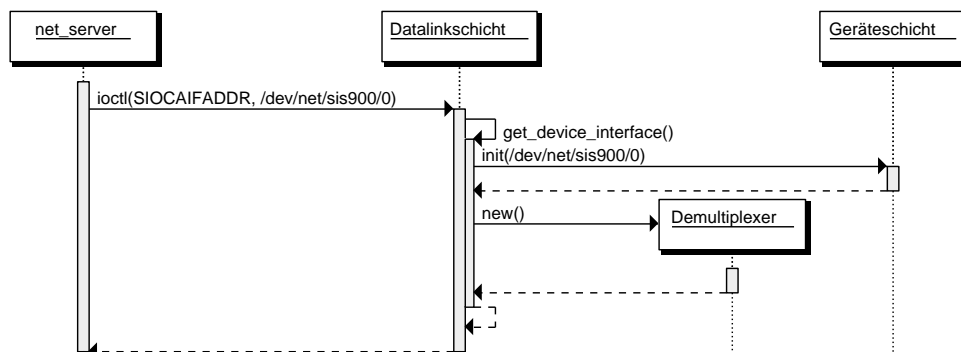 net_server
Datalinkschicht
Geräteschicht
ioctl(SIOCAIFADDR, /dev/net/sis900/0)
get_device_interface()
init(/dev/net/sis900/0)
new()
Demultiplexer